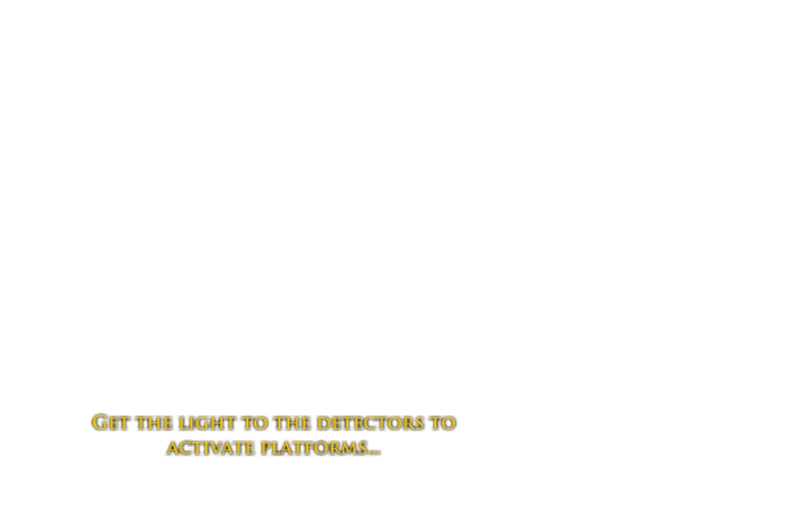 Get the light to the detectors to
activate platforms...